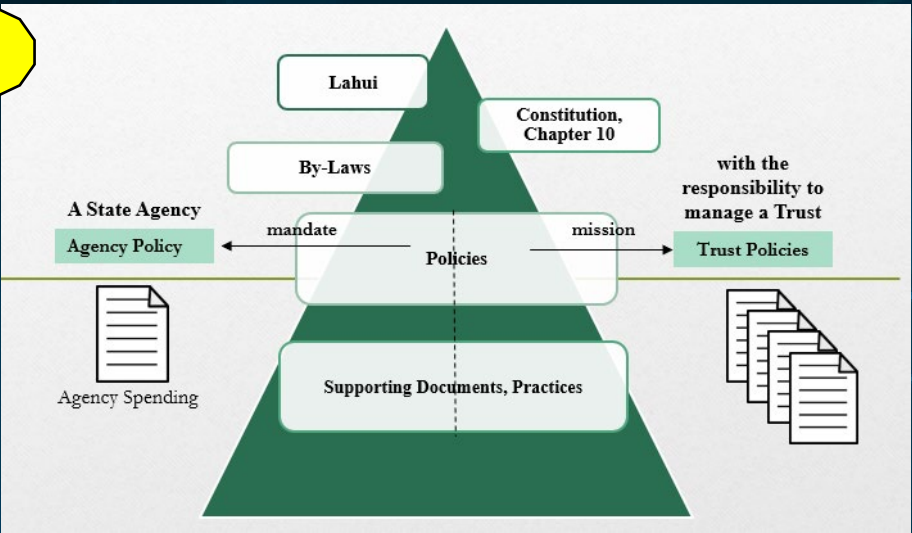 Lahui
Constitution,
Chapter 10
By-Laws
with the
responsibility to
manage a Trust
A State Agency
mandate
mission
Agency Policy
Policies
Trust Policies
Supporting Documents, Practices
Agency Spending